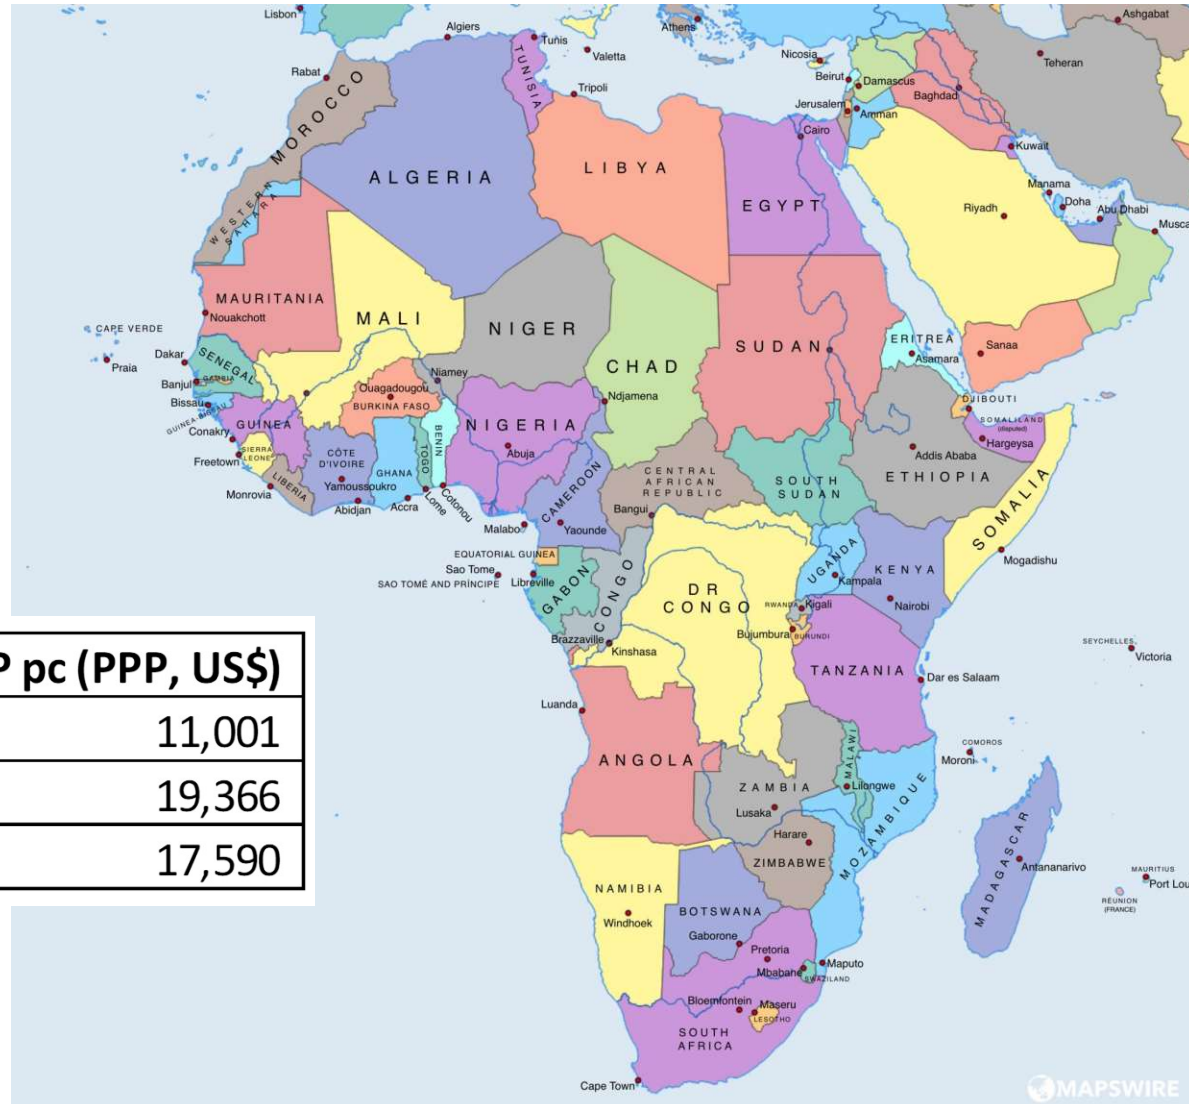 Lisbon
Algiers
Tunis
Athens
Ashgabat
Valetta
Nicosia
Teheran
Rabat
Tripoli
Beirut
Damascus
Baghdad
Jerusalem
Amman
Cairo
Kuwait
MOROCCO
TUNISIA
ALGERIA
LIBYA
EGYPT
Manama
Doha
Abu Dhabi
Riyadh
Musca
WESTERN
SAHARA
MAURITANIA
Nouakchott
MALI
NIGER
CHAD
SUDAN
ERITREA
Asmara
Sanaa
CAPE VERDE
Praia
Dakar
SENEGAL
Banjul
GAMBIA
Bissau
GUINEA-BISSAU
Niamey
Ouagadougou
BURKINA FASO
Ndjamena
DJIBOUTI
SOMALILAND
(disputed)
Hargeysa
GUINEA
Conakry
SIERRA
LEONE
Freetown
LIBERIA
Monrovia
CÔTE
D'IVOIRE
Yamoussoukro
Abidjan
GHANA
Accra
TOGO
Lome
BENIN
Cotonou
NIGERIA
Abuja
CAMEROON
Yaounde
Malabo
CENTRAL
AFRICAN
REPUBLIC
Bangui
SOUTH
SUDAN
Addis Ababa
ETHIOPIA
SOMALIA
Mogadishu
EQUATORIAL GUINEA
Sao Tome
SAO TOMÉ AND PRÍNCIPE
Libreville
GABON
CONGO
Brazzaville
Kinshasa
DR
CONGO
UGANDA
Kampala
KENYA
Nairobi
RWANDA
Kigali
Bujumbura
BURUNDI
TANZANIA
Dar es Salaam
SEYCHELLES
Victoria
P pc (PPP, US$)
11,001
19,366
17,590
Luanda
ANGOLA
ZAMBIA
Lusaka
MALAWI
Lilongwe
COMOROS
Moroni
MOZAMBIQUE
Harare
ZIMBABWE
MADAGASCAR
Antananarivo
MAURITIUS
Port Lou
RÉUNION
(FRANCE)
NAMIBIA
Windhoek
BOTSWANA
Gaborone
Pretoria
Mbabane
SWAZILAND
Maputo
Bloemfontein
Maseru
LESOTHO
SOUTH
AFRICA
Cape Town
MAPSWIRE